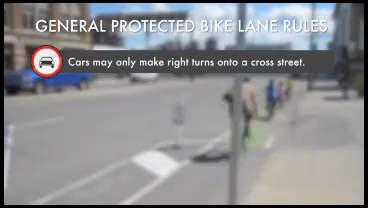 GENERAL PROTECTED BIKE LANE RULES
Cars may only make right turns onto a cross street.